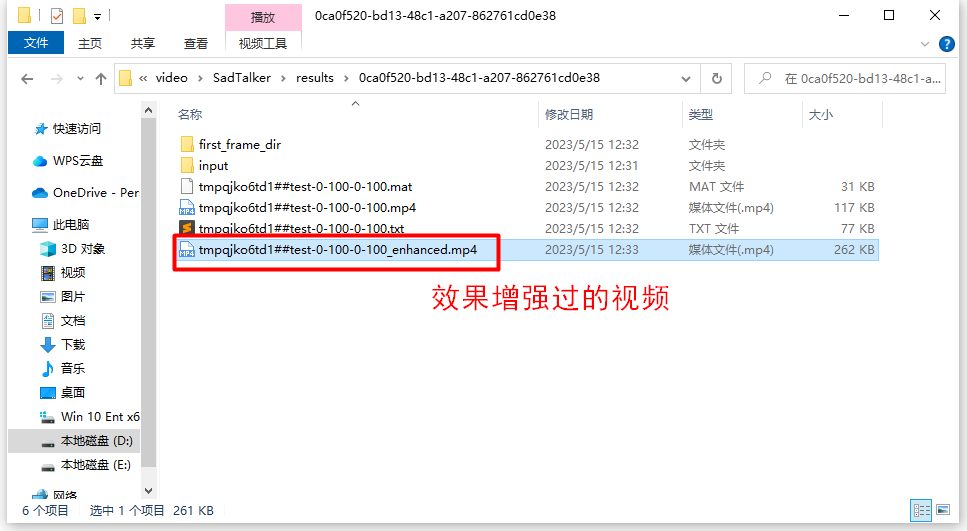 播放
0ca0f520-bd13-48c1-a207-862761cd0e38
文件
主页
共享
查看
视频工具
?
« video > SadTalker > results > 0ca0f520-bd13-48c1-a207-862761cd0e38
在 0ca0f520-bd13-48c1-a...
名称 修改日期 类型 大小
first_frame_dir 2023/5/15 12:32 文件夹
input 2023/5/15 12:31 文件夹
tmpqjko6td1##test-0-100-0-100.mat 2023/5/15 12:32 MAT 文件 31 KB
MP4 tmpqjko6td1##test-0-100-0-100.mp4 2023/5/15 12:32 媒体文件(.mp4) 117 KB
tmpqjko6td1##test-0-100-0-100.txt 2023/5/15 12:32 TXT 文件 77 KB
MP4 tmpqjko6td1##test-0-100-0-100_enhanced.mp4 2023/5/15 12:33 媒体文件(.mp4) 262 KB
效果增强过的视频
快速访问
WPS云盘
OneDrive - Per
此电脑
3D 对象
视频
图片
文档
下载
音乐
桌面
Win 10 Ent x6
本地磁盘 (D:)
本地磁盘 (E:)
网络
6 个项目 选中 1 个项目 261 KB